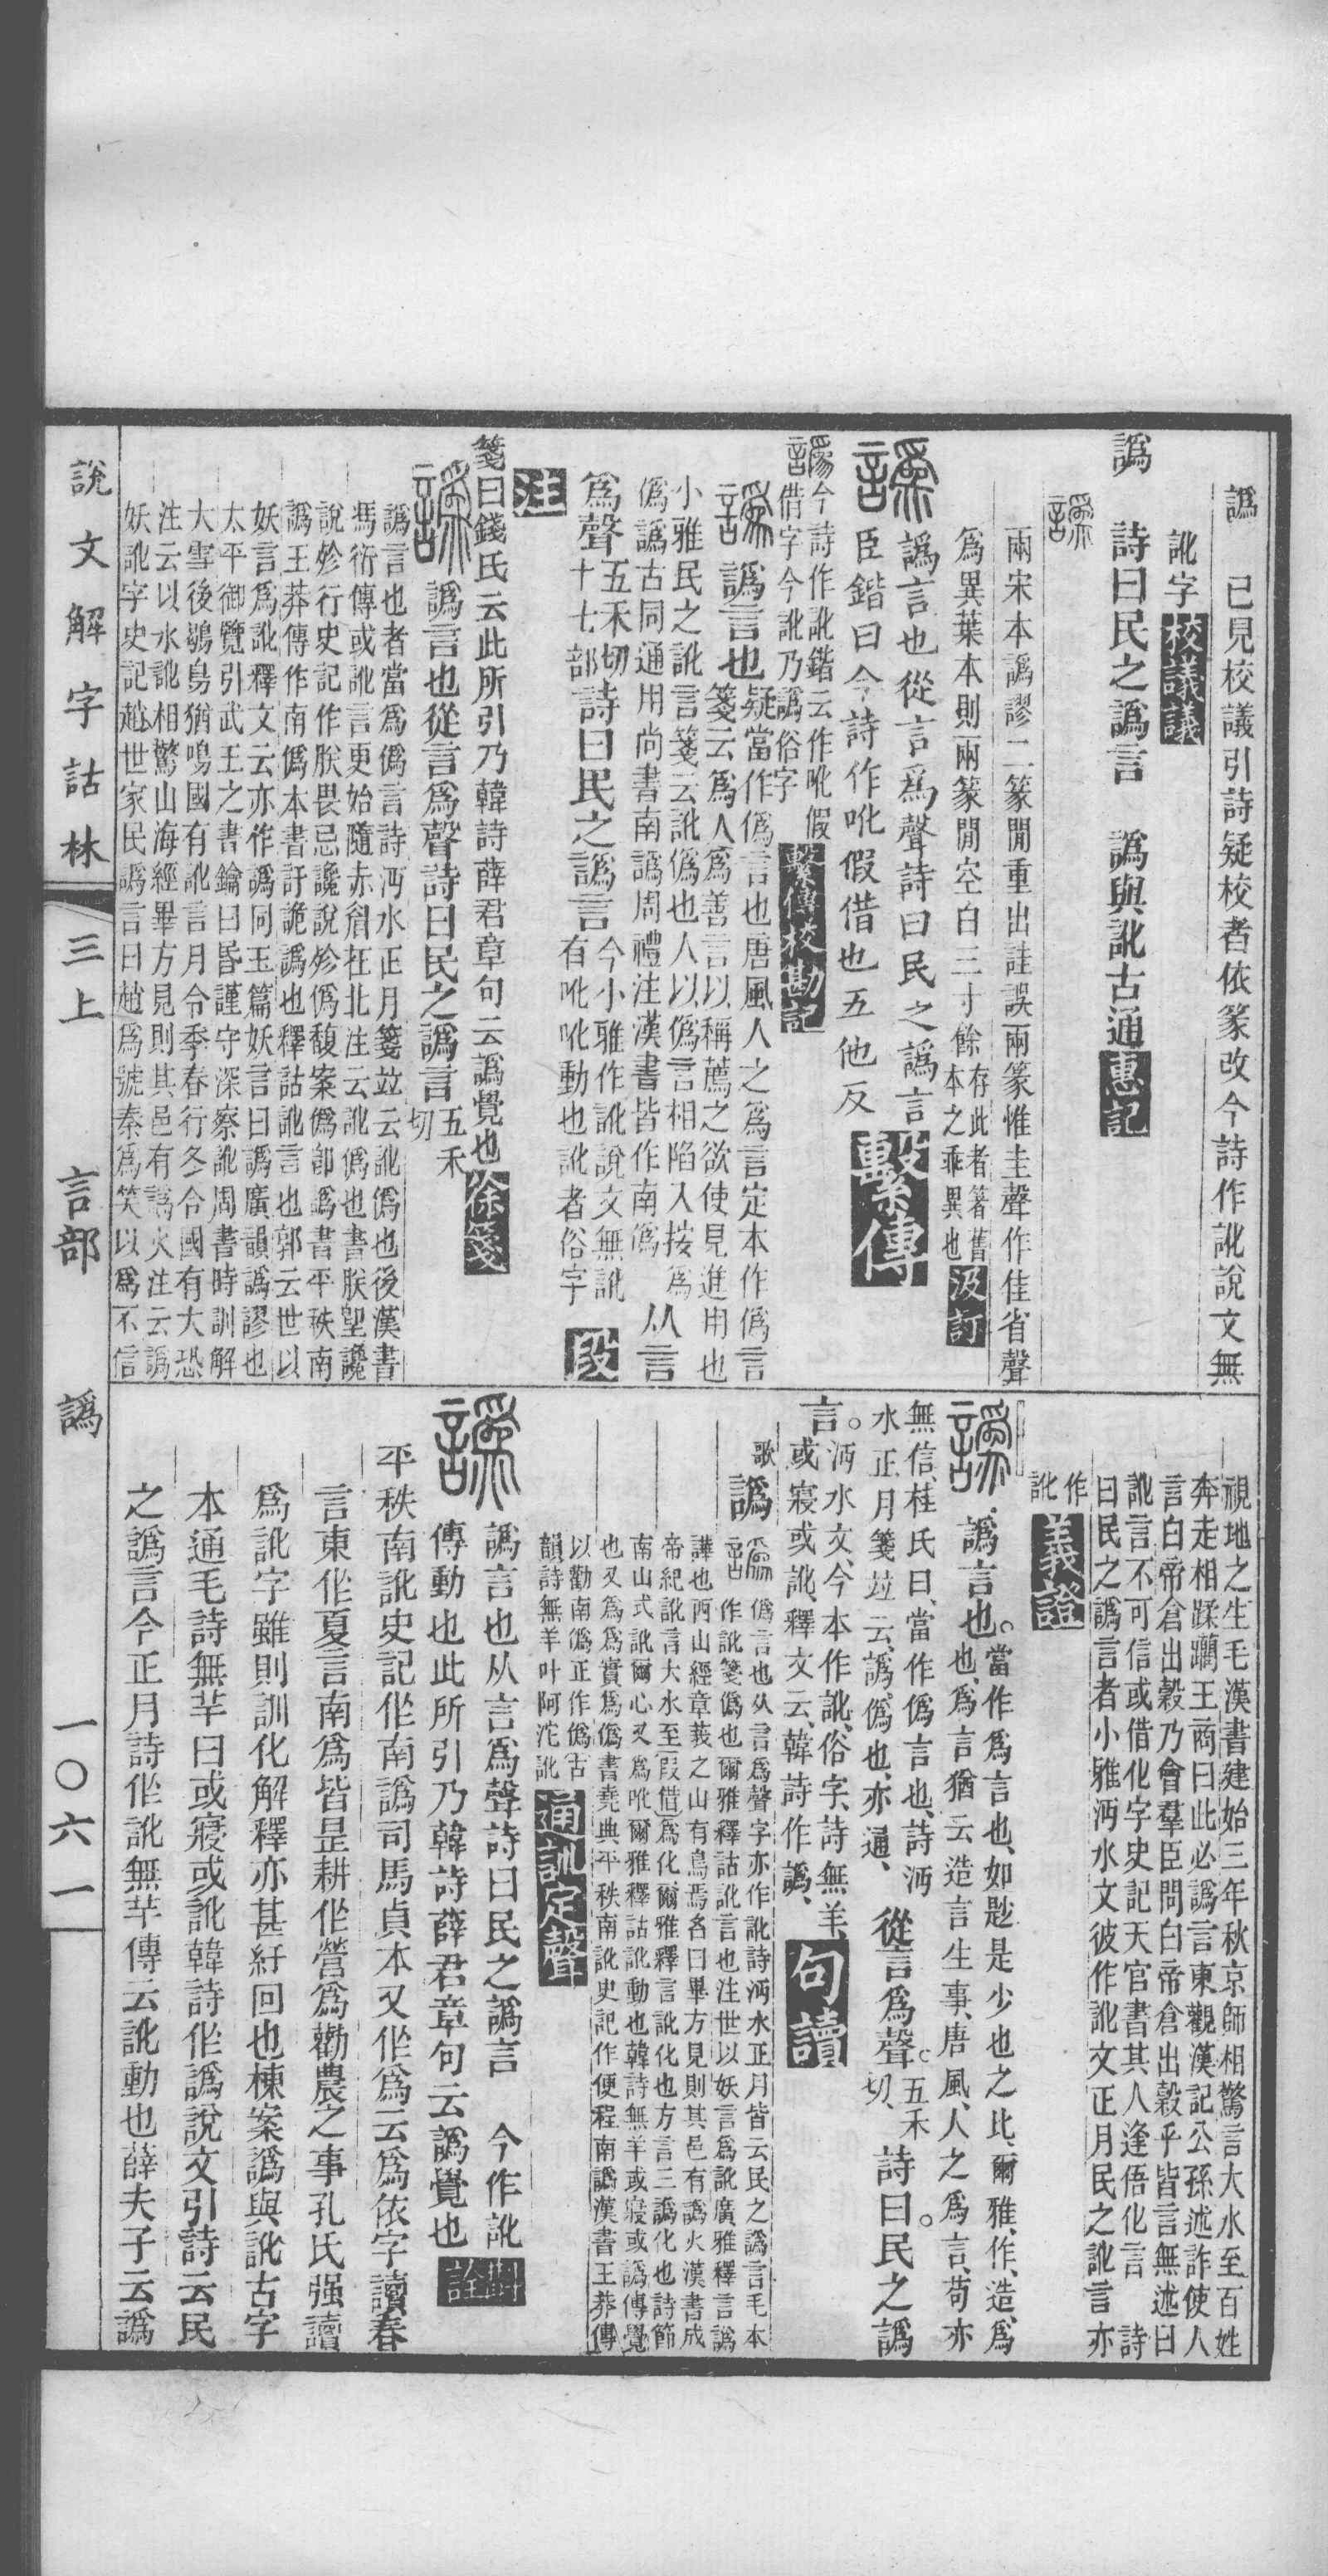 譌　已見校議引詩疑校者依篆改今詩作訛說文無
訛字校議議
譌　詩曰民之譌言　譌與訛古通惠記
兩宋本譌謬二篆閒重出詿誤兩篆惟圭聲作佳省聲
爲異葉本則兩篆閒空白三寸餘存此者著舊本之乖異也汲訂
譌言也從言爲聲詩曰民之譌言
臣鍇曰今詩作吪假借也五他反繫傳
今詩作訛鍇云作吪假
借字今訛乃譌俗字繫傳校勘記
譌言也疑當作僞言也唐風人之爲言定本作僞言
箋云爲人爲善言以稱薦之欲使見進用也
小雅民之訛言箋云訛僞也人以僞言相陷入按爲
僞譌古同通用尚書南譌周禮注漢書皆作南僞从言
爲聲五禾切十七部詩曰民之譌言今小雅作訛說文無訛
有吪吪動也訛者俗字段
注
箋曰錢氏云此所引乃韓詩薛君章句云譌覺也徐箋
譌言也從言爲聲詩曰民之譌言五禾切
譌言也者當爲僞言詩沔水正月箋竝云訛僞也後漢書
馮衍傳或訛言更始隨赤眉在北注云訛僞也書朕堲讒
說殄行史記作朕畏忌讒說殄僞馥案僞卽譌書平秩南
譌王莽傳作南僞本書訏詭譌也釋詁訛言也郭云世以
妖言爲訛釋文云亦作譌同玉篇妖言曰譌廣韻譌謬也
太平御覽引武王之書鑰曰昏謹守深察訛周書時訓解
大雪後鶡鳥猶鳴國有訛言月令季春行冬令國有大恐
注云以水訛相驚山海經畢方見則其邑有譌火注云譌
妖訛字史記趙世家民譌言曰趙爲號秦爲笑以爲不信
視地之生毛漢書建始三年秋京師相驚言大水至百姓
奔走相蹂躪王商曰此必譌言東觀漢記公孫述詐使人
言白帝倉出穀乃會羣臣問白帝倉出穀乎皆言無述曰
訛言不可信或借化字史記天官書其人逢俉化言　詩
曰民之譌言者小雅沔水文彼作訛文正月民之訛言亦
作訛義證
譌言也。當作爲言也、如尟是少也之比、爾雅、作、造、爲
也、爲言猶云造言生事、唐風、人之爲言、苟亦
無信、桂氏曰、當作僞言也、詩沔
水正月箋竝云、譌、僞也、亦通、從言爲聲。五禾切、詩曰。民之譌
言。沔水文、今本作訛、俗字、詩無羊、
或寢或訛、釋文云、韓詩作譌、句讀
歌譌　僞言也从言爲聲字亦作訛詩沔水正月皆云民之譌言毛本
作訛箋僞也爾雅釋詁訛言也注世以妖言爲訛廣雅釋言譌
譁也西山經章莪之山有鳥焉名曰畢方見則其邑有譌火漢書成
帝紀訛言大水至叚借爲化爾雅釋言訛化也方言三譌化也詩節
南山式訛爾心又爲吪爾雅釋詁訛動也韓詩無羊或寢或譌傳覺
也又爲爲實爲僞書堯典平秩南訛史記作便程南譌漢書王莽傳
以勸南僞正作僞古
韻詩無羊叶阿沱訛通訓定聲
譌言也从言爲聲詩曰民之譌言　今作訛
傳動也此所引乃韓詩薛君章句云譌覺也斠詮
平秩南訛史記作南譌司馬貞本又作爲云爲依字讀春
言東作夏言南爲皆是耕作營爲勸農之事孔氏强讀
爲訛字雖則訓化解釋亦甚紆回也棟案譌與訛古字
本通毛詩無羊曰或寢或訛韓詩作譌說文引詩云民
之譌言今正月詩作訛無羊傳云訛動也薛夫子云譌
說文解字詁林　三上　言部　譌　一〇六一